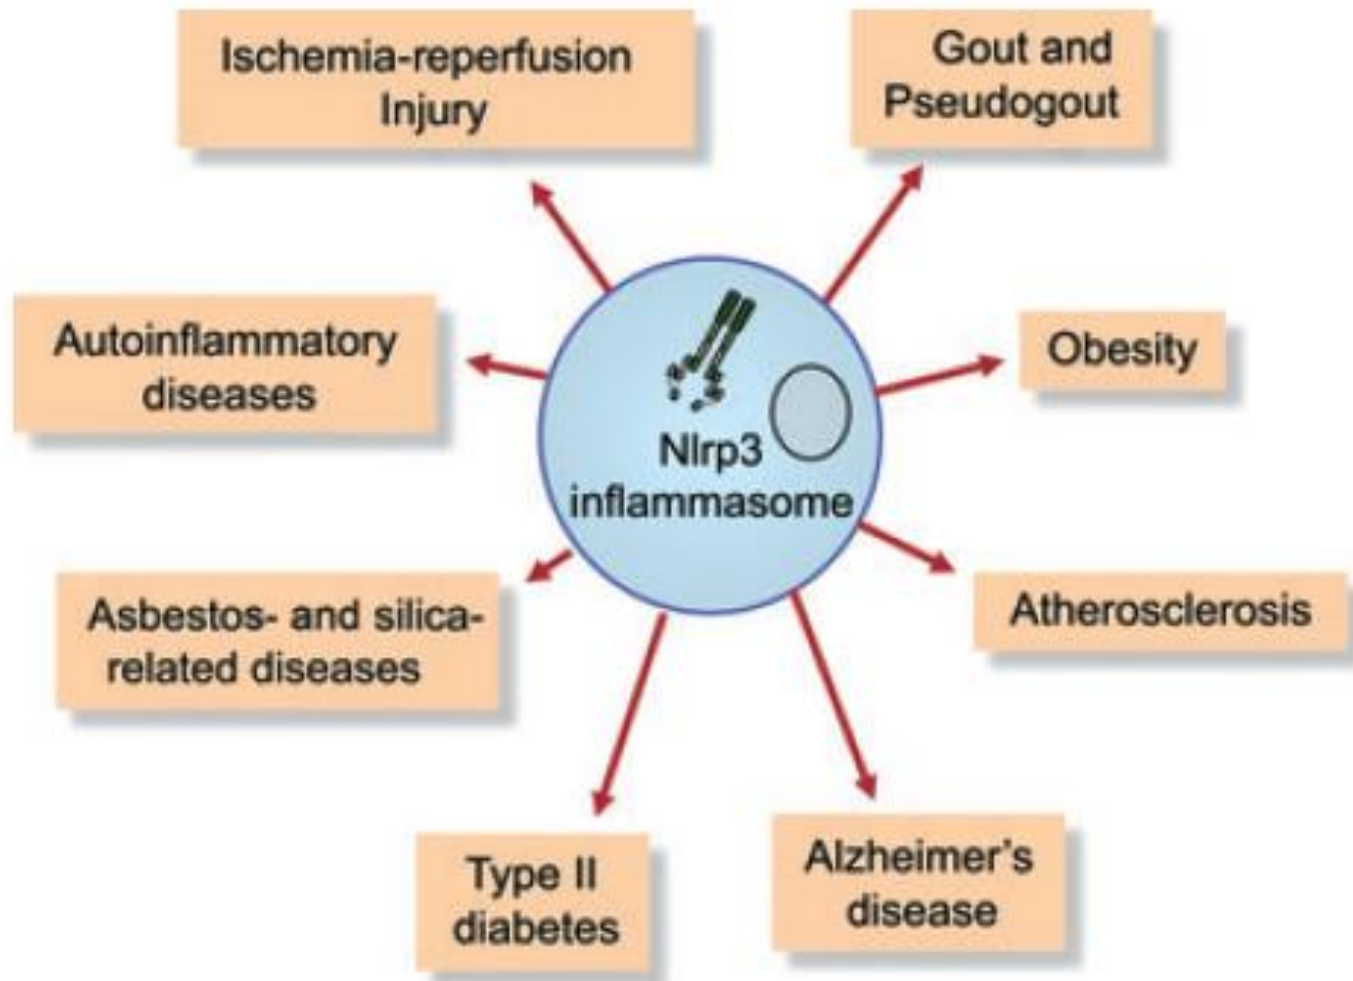 Ischemia-reperfusion
Injury
Gout and
Pseudogout
Autoinflammatory
diseases
Obesity
Nlrp3
inflammasome
Asbestos- and silica-
related diseases
Atherosclerosis
Type II
diabetes
Alzheimer’s
disease